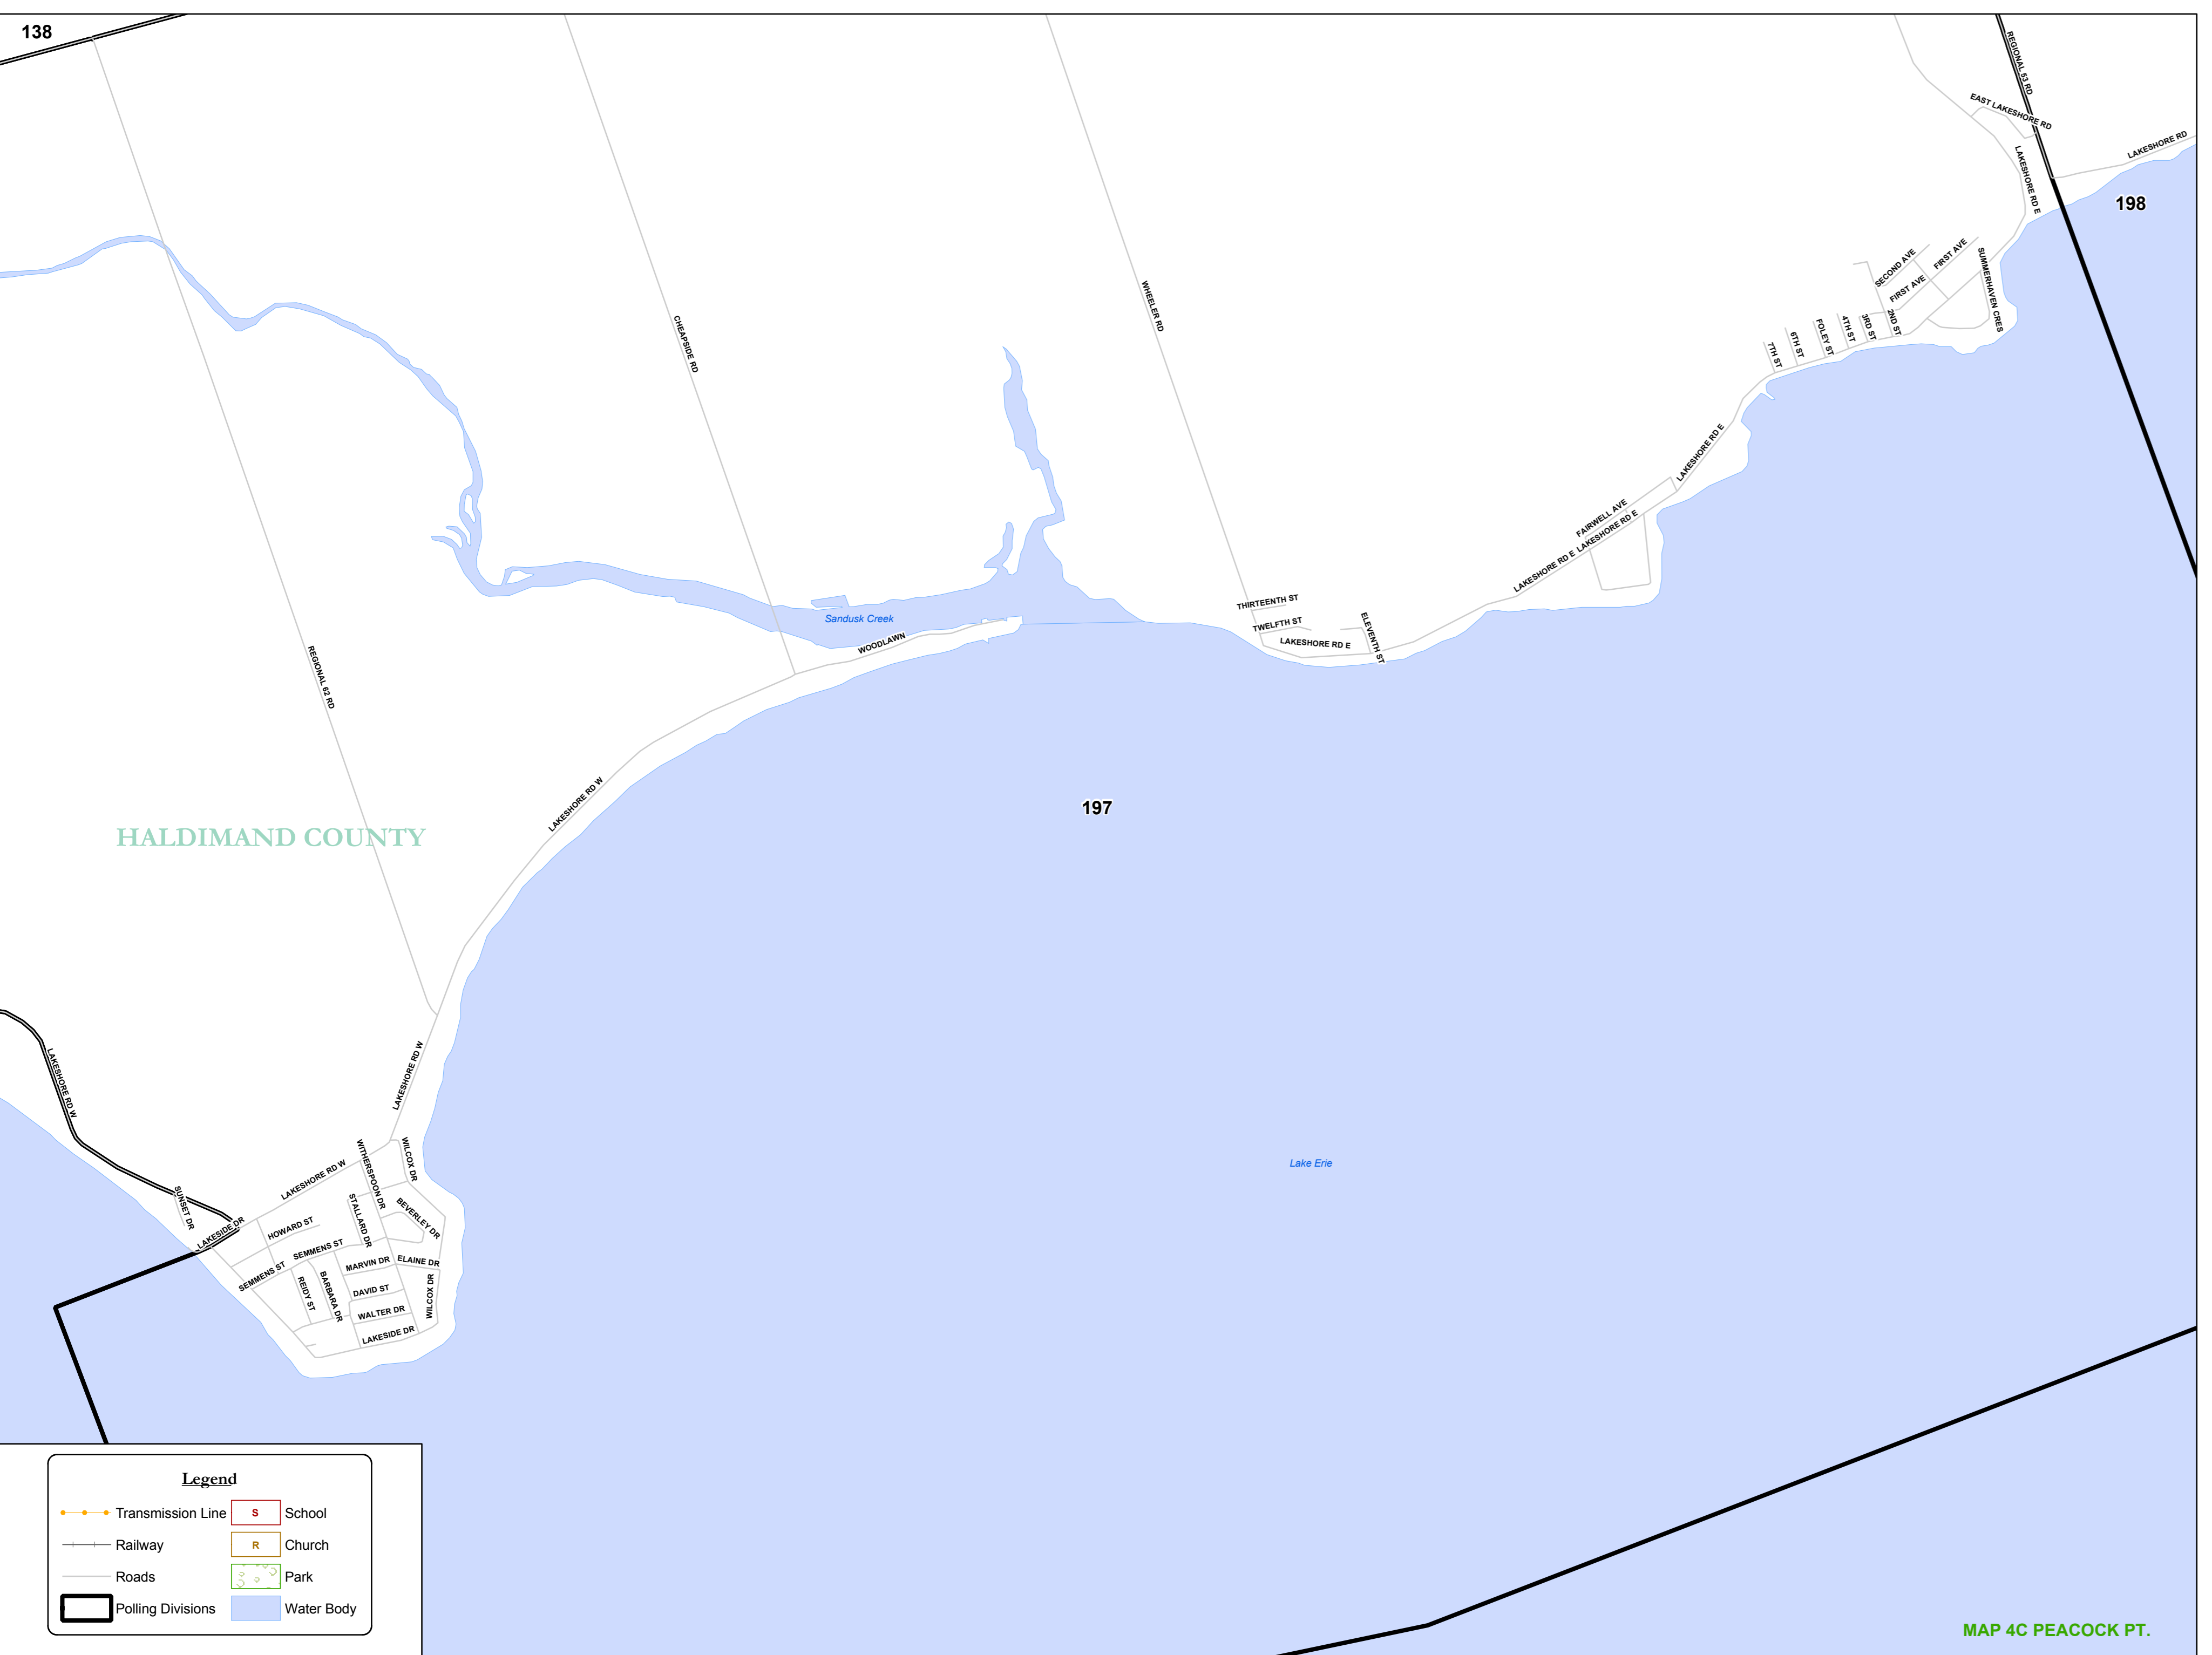 138
REGIONAL 53 RD
EAST LAKESHORE RD
LAKESHORE RD
LAKESHORE RD E
198
SECOND AVE
FIRST AVE
FIRST AVE
SUMMERHAVEN CRES
2ND ST
3RD ST
4TH ST
FOLEY ST
6TH ST
7TH ST
WHEELER RD
CHEAPSIDE RD
LAKESHORE RD E
FAIRWELL AVE
LAKESHORE RD E
LAKESHORE RD E
THIRTEENTH ST
TWELFTH ST
ELEVENTH ST
LAKESHORE RD E
Sandusk Creek
WOODLAWN
REGIONAL 62 RD
LAKESHORE RD W
197
HALDIMAND COUNTY
LAKESHORE RD W
LAKESHORE RD W
WITHERSPOON DR
WILCOX DR
LAKESHORE RD W
Lake Erie
SUNSET DR
STALLARD DR
BEVERLEY DR
LAKESIDE DR
HOWARD ST
SEMMENS ST
SEMMENS ST
MARVIN DR
ELAINE DR
REIDY ST
BARBARA DR
DAVID ST
WILCOX DR
WALTER DR
LAKESIDE DR
Legend
Transmission Line
S
School
Railway
R
Church
Roads
Park
Polling Divisions
Water Body
MAP 4C PEACOCK PT.